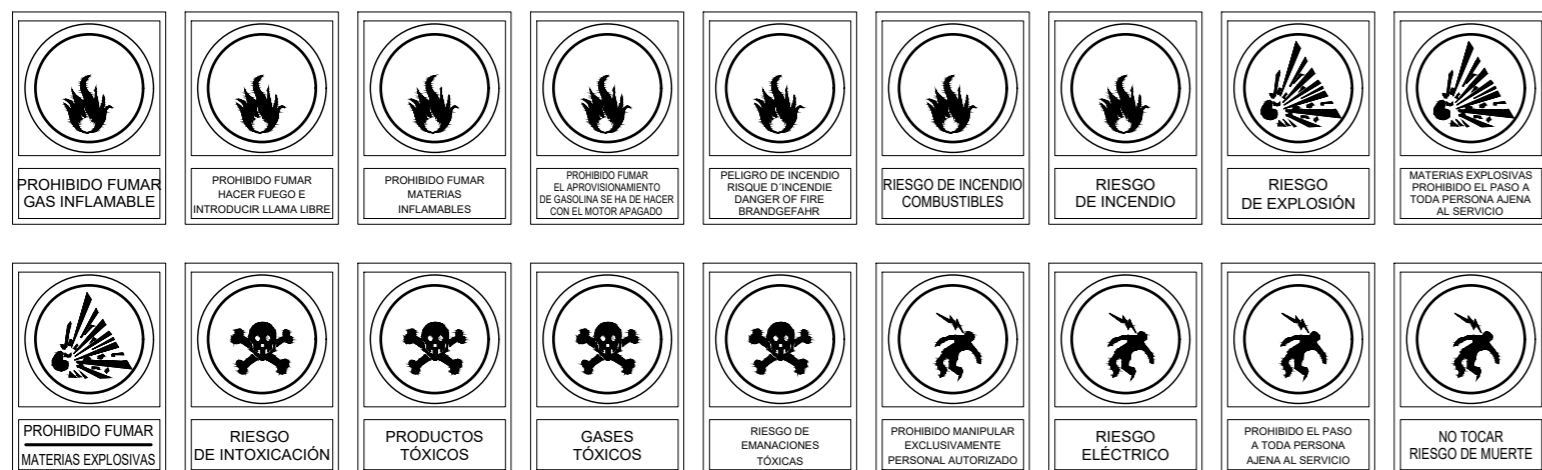 PROHIBIDO FUMAR
GAS INFLAMABLE
PROHIBIDO FUMAR
HACER FUEGO E
INTRODUCIR LLAMA LIBRE
PROHIBIDO FUMAR
MATERIAS
INFLAMABLES
PROHIBIDO FUMAR
EL APROVISIONAMIENTO
DE GASOLINA SE HA DE HACER
CON EL MOTOR APAGADO
PELIGRO DE INCENDIO
RISQUE D´INCENDIE
DANGER OF FIRE
BRANDGEFAHR
RIESGO DE INCENDIO
COMBUSTIBLES
RIESGO
DE INCENDIO
RIESGO
DE EXPLOSIÓN
MATERIAS EXPLOSIVAS
PROHIBIDO EL PASO A
TODA PERSONA AJENA
AL SERVICIO
PROHIBIDO FUMAR
MATERIAS EXPLOSIVAS
RIESGO
DE INTOXICACIÓN
PRODUCTOS
TÓXICOS
GASES
TÓXICOS
RIESGO DE
EMANACIONES
TÓXICAS
PROHIBIDO MANIPULAR
EXCLUSIVAMENTE
PERSONAL AUTORIZADO
RIESGO
ELÉCTRICO
PROHIBIDO EL PASO
A TODA PERSONA
AJENA AL SERVICIO
NO TOCAR
RIESGO DE MUERTE